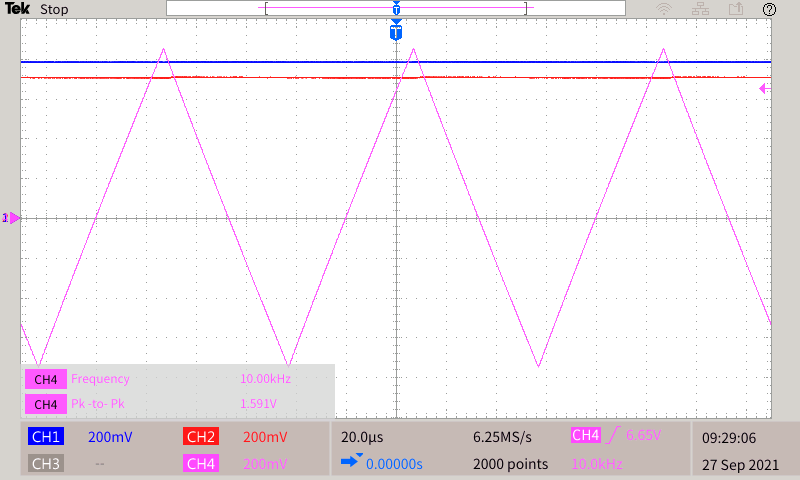 Tek Stop
T
T
?
CH4 Frequency 10.00kHz
CH4 Pk -to- Pk 1.591V
CH1 200mV CH2 200mV 20.0μs 6.25MS/s CH4 6.65V 09:29:06
CH3 -- CH4 200mV 0.00000s 2000 points 10.0kHz 27 Sep 2021